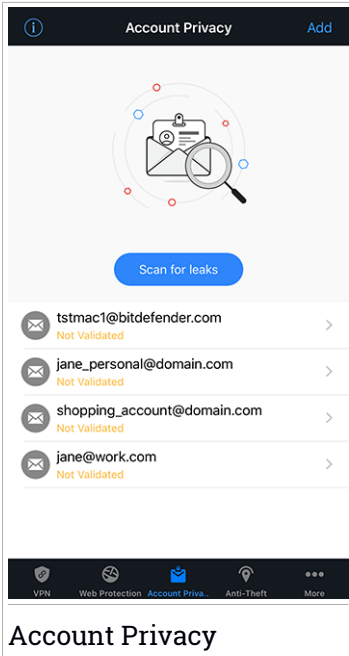 Account Privacy
Add
Scan for leaks
tstmac1@bitdefender.com
Not Validated
jane_personal@domain.com
Not Validated
shopping_account@domain.com
Not Validated
jane@work.com
Not Validated
VPN Web Protection Account Priva.. Anti-Theft More
Account Privacy